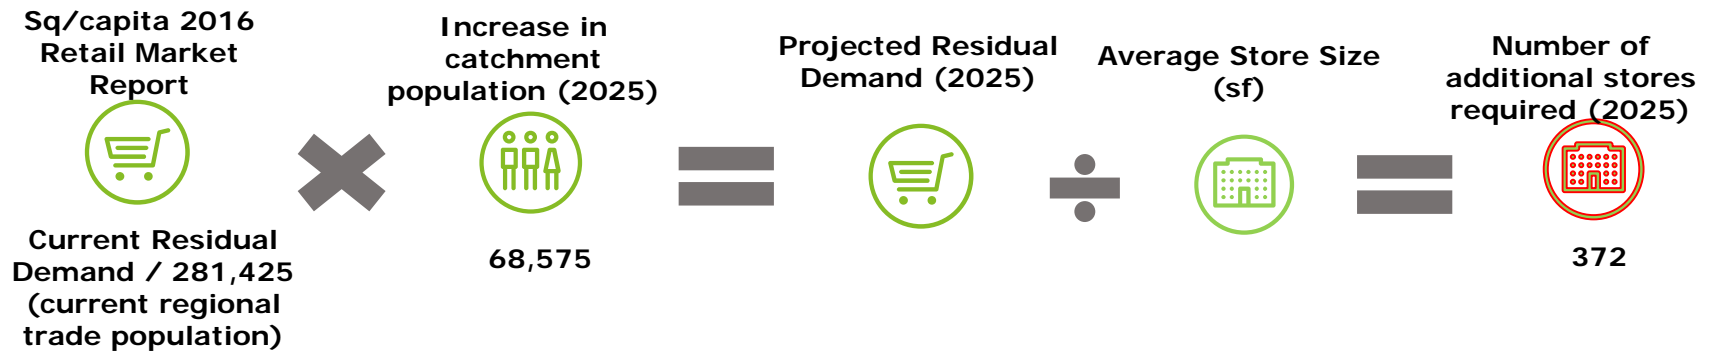 Sq/capita 2016
Retail Market
Report
Current Residual
Demand / 281,425
(current regional
trade population)
Increase in
catchment
population (2025)
68,575
Projected Residual
Demand (2025)
Average Store Size
(sf)
Number of
additional stores
required (2025)
372